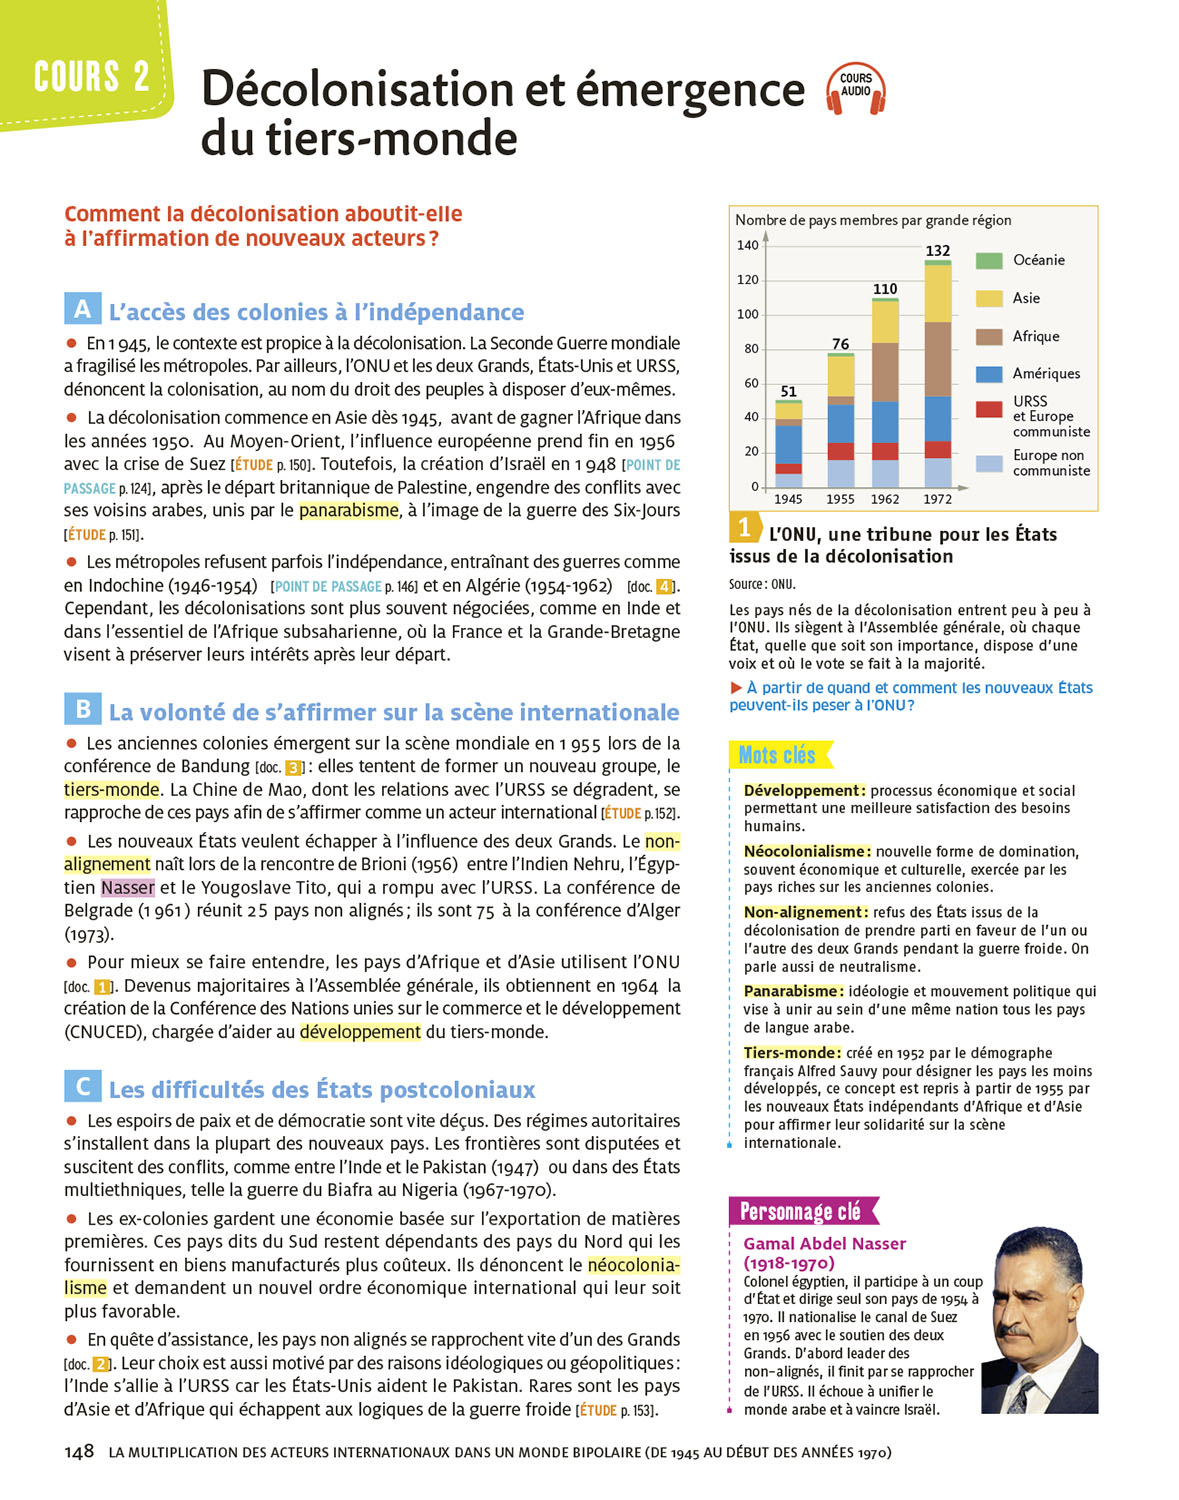 COURS 2
Décolonisation et émergence
du tiers-monde
COURS
AUDIO
Comment la décolonisation aboutit-elle
à l'affirmation de nouveaux acteurs ?
A L'accès des colonies à l'indépendance
• En 1945, le contexte est propice à la décolonisation. La Seconde Guerre mondiale
a fragilisé les métropoles. Par ailleurs, l'ONU et les deux Grands, États-Unis et URSS,
dénoncent la colonisation, au nom du droit des peuples à disposer d'eux-mêmes.
• La décolonisation commence en Asie dès 1945, avant de gagner l'Afrique dans
les années 1950. Au Moyen-Orient, l'influence européenne prend fin en 1956
avec la crise de Suez [ÉTUDE p. 150]. Toutefois, la création d'Israël en 1948 [POINT DE
PASSAGE p. 124], après le départ britannique de Palestine, engendre des conflits avec
ses voisins arabes, unis par le panarabisme, à l'image de la guerre des Six-Jours
[ÉTUDE p. 151].
• Les métropoles refusent parfois l'indépendance, entraînant des guerres comme
en Indochine (1946-1954) [POINT DE PASSAGE p. 146] et en Algérie (1954-1962) [doc. 4].
Cependant, les décolonisations sont plus souvent négociées, comme en Inde et
dans l'essentiel de l'Afrique subsaharienne, où la France et la Grande-Bretagne
visent à préserver leurs intérêts après leur départ.
B La volonté de s'affirmer sur la scène internationale
• Les anciennes colonies émergent sur la scène mondiale en 1955 lors de la
conférence de Bandung [doc. 3] : elles tentent de former un nouveau groupe, le
tiers-monde. La Chine de Mao, dont les relations avec l'URSS se dégradent, se
rapproche de ces pays afin de s'affirmer comme un acteur international [ÉTUDE p.152].
• Les nouveaux États veulent échapper à l'influence des deux Grands. Le non-
alignement naît lors de la rencontre de Brioni (1956) entre l'Indien Nehru, l'Égyp-
tien Nasser et le Yougoslave Tito, qui a rompu avec l'URSS. La conférence de
Belgrade (1961) réunit 25 pays non alignés ; ils sont 75 à la conférence d'Alger
(1973).
• Pour mieux se faire entendre, les pays d'Afrique et d'Asie utilisent l'ONU
[doc. 1]. Devenus majoritaires à l'Assemblée générale, ils obtiennent en 1964 la
création de la Conférence des Nations unies sur le commerce et le développement
(CNUCED), chargée d'aider au développement du tiers-monde.
C Les difficultés des États postcoloniaux
• Les espoirs de paix et de démocratie sont vite déçus. Des régimes autoritaires
s'installent dans la plupart des nouveaux pays. Les frontières sont disputées et
suscitent des conflits, comme entre l'Inde et le Pakistan (1947) ou dans des États
multiethniques, telle la guerre du Biafra au Nigeria (1967-1970).
• Les ex-colonies gardent une économie basée sur l'exportation de matières
premières. Ces pays dits du Sud restent dépendants des pays du Nord qui les
fournissent en biens manufacturés plus coûteux. Ils dénoncent le néocolonia-
lisme et demandent un nouvel ordre économique international qui leur soit
plus favorable.
• En quête d'assistance, les pays non alignés se rapprochent vite d'un des Grands
[doc. 2]. Leur choix est aussi motivé par des raisons idéologiques ou géopolitiques :
l'Inde s'allie à l'URSS car les États-Unis aident le Pakistan. Rares sont les pays
d'Asie et d'Afrique qui échappent aux logiques de la guerre froide [ÉTUDE p. 153].
Nombre de pays membres par grande région
140
120
100
80
60
40
20
0
51
76
110
132
1945 1955 1962 1972
Océanie
Asie
Afrique
Amériques
URSS
et Europe
communiste
Europe non
communiste
1 L'ONU, une tribune pour les États
issus de la décolonisation
Source : ONU.
Les pays nés de la décolonisation entrent peu à peu à
l'ONU. Ils siègent à l'Assemblée générale, où chaque
État, quelle que soit son importance, dispose d'une
voix et où le vote se fait à la majorité.
▶ À partir de quand et comment les nouveaux États
peuvent-ils peser à l'ONU ?
Mots clés
Développement : processus économique et social
permettant une meilleure satisfaction des besoins
humains.
Néocolonialisme : nouvelle forme de domination,
souvent économique et culturelle, exercée par les
pays riches sur les anciennes colonies.
Non-alignement : refus des États issus de la
décolonisation de prendre parti en faveur de l'un ou
l'autre des deux Grands pendant la guerre froide. On
parle aussi de neutralisme.
Panarabisme : idéologie et mouvement politique qui
vise à unir au sein d'une même nation tous les pays
de langue arabe.
Tiers-monde : créé en 1952 par le démographe
français Alfred Sauvy pour désigner les pays les moins
développés, ce concept est repris à partir de 1955 par
les nouveaux États indépendants d'Afrique et d'Asie
pour affirmer leur solidarité sur la scène
internationale.
Personnage clé
Gamal Abdel Nasser
(1918-1970)
Colonel égyptien, il participe à un coup
d'État et dirige seul son pays de 1954 à
1970. Il nationalise le canal de Suez
en 1956 avec le soutien des deux
Grands. D'abord leader des
non-alignés, il finit par se rapprocher
de l'URSS. Il échoue à unifier le
monde arabe et à vaincre Israël.
148 LA MULTIPLICATION DES ACTEURS INTERNATIONAUX DANS UN MONDE BIPOLAIRE (DE 1945 AU DÉBUT DES ANNÉES 1970)